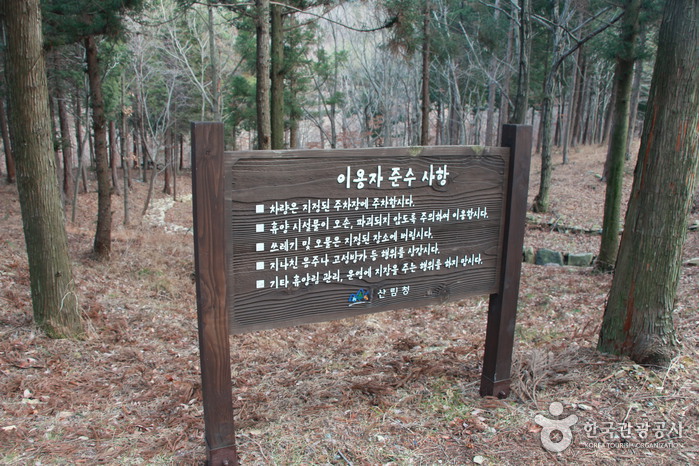 이용자 준수 사항
■ 차량은 지정된 주차장에 주차합시다.
■ 휴양 시설물이 오손, 파괴되지 않도록 주의하여 이용합시다.
■ 쓰레기 및 오물은 지정된 장소에 버립시다.
■ 지나친 음주나 고성방가 등 행위를 삼갑시다.
■ 기타 휴양림 관리, 운영에 지장을 주는 행위를 하지 맙시다.
산림청
한국관광공사
KOREA TOURISM ORGANIZATION